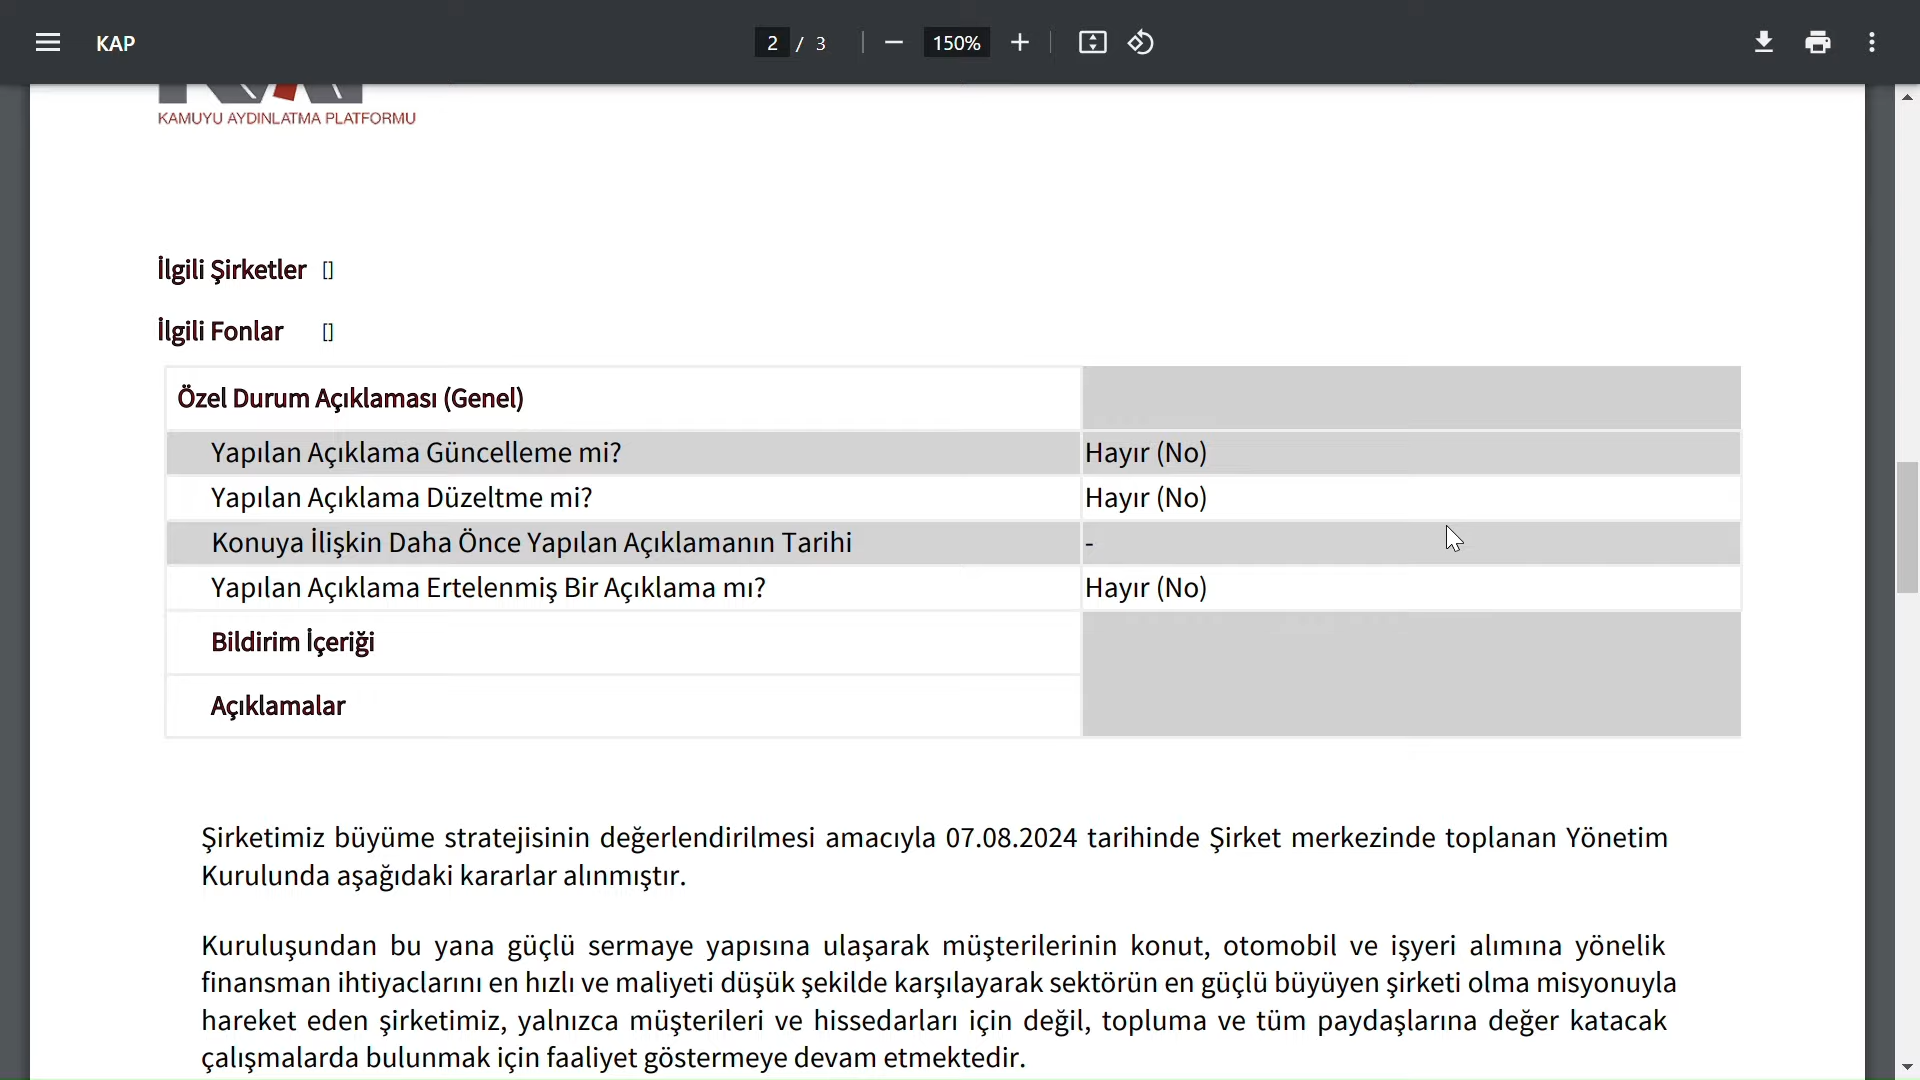 KAP
2 / 3
150%
KAMUYU AYDINLATMA PLATFORMU
İlgili Şirketler []
İlgili Fonlar []
Özel Durum Açıklaması (Genel)
Yapılan Açıklama Güncelleme mi? Hayır (No)
Yapılan Açıklama Düzeltme mi? Hayır (No)
Konuya İlişkin Daha Önce Yapılan Açıklamanın Tarihi -
Yapılan Açıklama Ertelenmiş Bir Açıklama mı? Hayır (No)
Bildirim İçeriği
Açıklamalar
Şirketimiz büyüme stratejisinin değerlendirilmesi amacıyla 07.08.2024 tarihinde Şirket merkezinde toplanan Yönetim
Kurulunda aşağıdaki kararlar alınmıştır.
Kuruluşundan bu yana güçlü sermaye yapısına ulaşarak müşterilerinin konut, otomobil ve işyeri alımına yönelik
finansman ihtiyaçlarını en hızlı ve maliyeti düşük şekilde karşılayarak sektörün en güçlü büyüyen şirketi olma misyonuyla
hareket eden şirketimiz, yalnızca müşterileri ve hissedarları için değil, topluma ve tüm paydaşlarına değer katacak
çalışmalarda bulunmak için faaliyet göstermeye devam etmektedir.